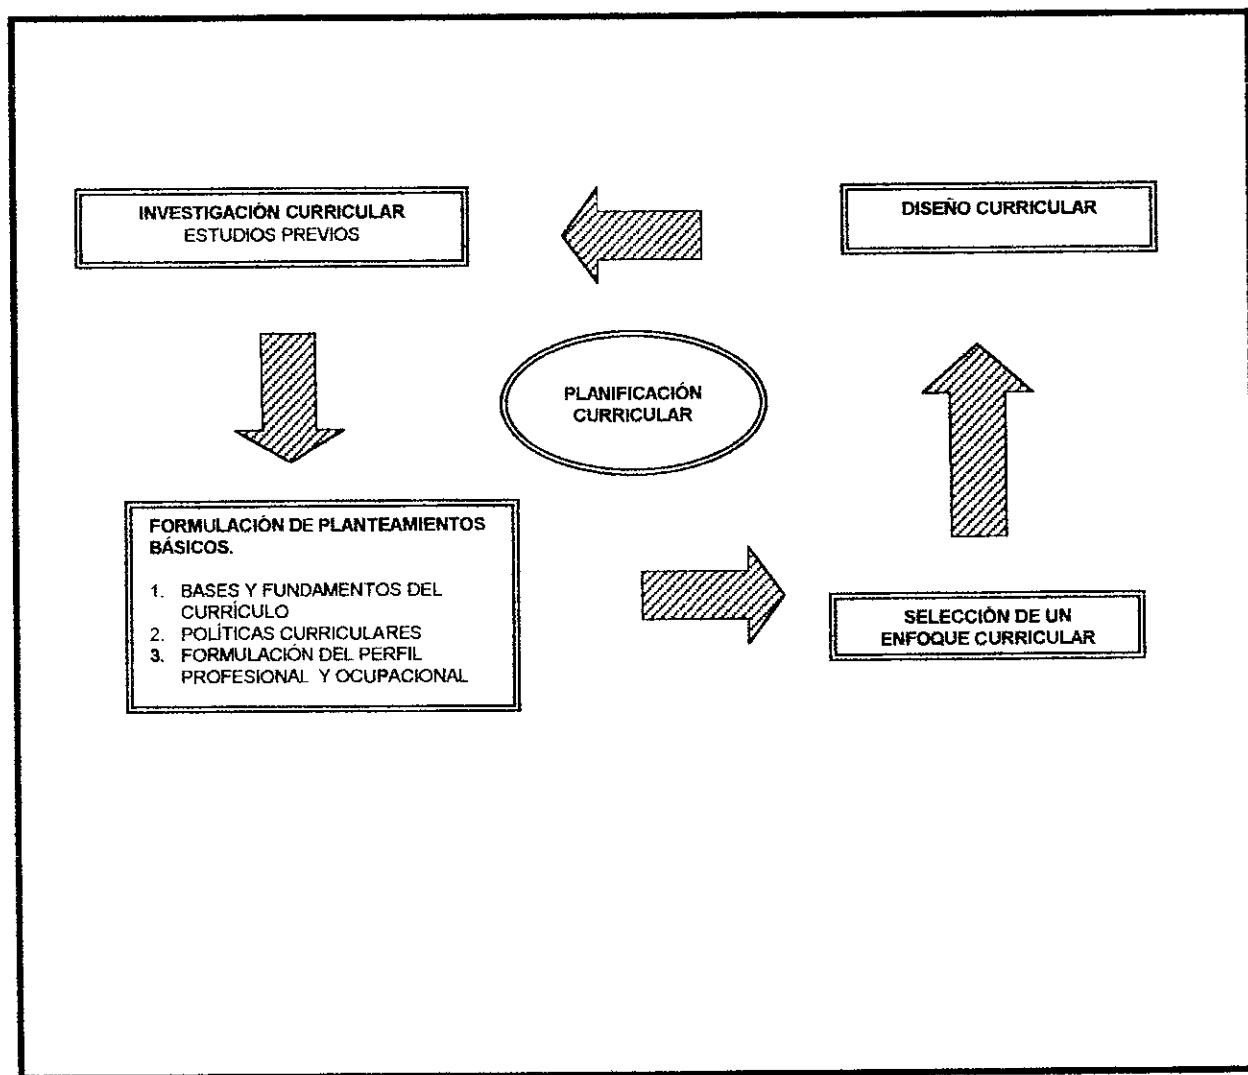 INVESTIGACIÓN CURRICULAR
ESTUDIOS PREVIOS
DISEÑO CURRICULAR
PLANIFICACIÓN
CURRICULAR
FORMULACIÓN DE PLANTEAMIENTOS
BÁSICOS.
1. BASES Y FUNDAMENTOS DEL
CURRÍCULO
2. POLÍTICAS CURRICULARES
3. FORMULACIÓN DEL PERFIL
PROFESIONAL Y OCUPACIONAL
SELECCIÓN DE UN
ENFOQUE CURRICULAR